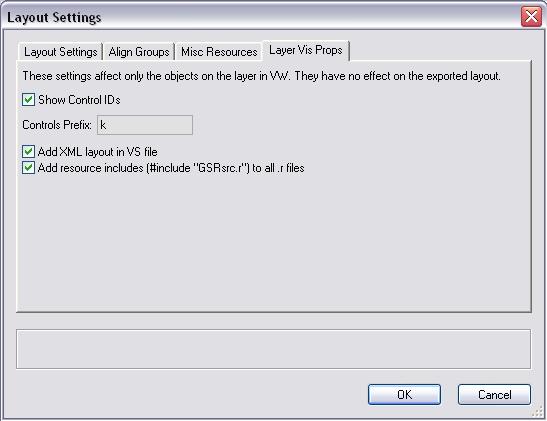 Layout Settings
Layout Settings Align Groups Misc Resources Layer Vis Props
These settings affect only the objects on the layer in VW. They have no effect on the exported layout.
Show Control IDs
Controls Prefix: k
Add XML layout in VS file
Add resource includes (#include "GSRsrc.r") to all .r files
OK Cancel